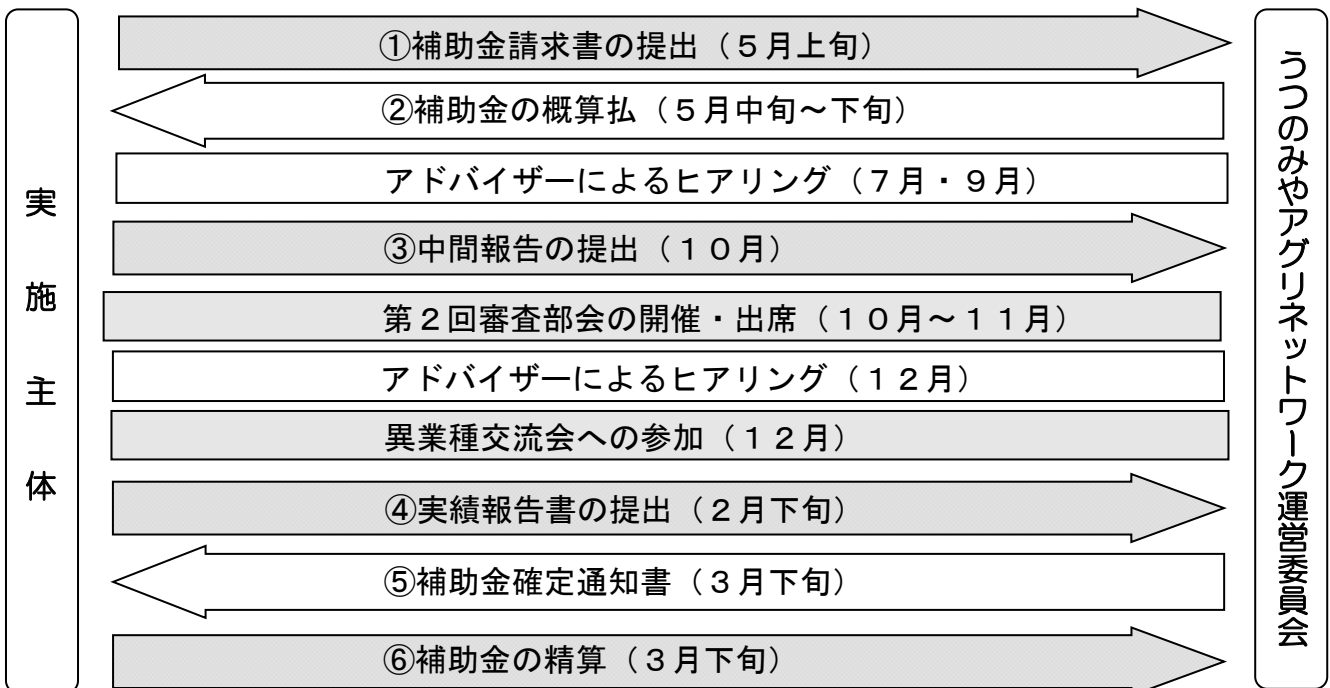 実施主体
①補助金請求書の提出（５月上旬）
②補助金の概算払（５月中旬～下旬）
アドバイザーによるヒアリング（７月・９月）
③中間報告の提出（１０月）
第２回審査部会の開催・出席（１０月～１１月）
アドバイザーによるヒアリング（１２月）
異業種交流会への参加（１２月）
④実績報告書の提出（２月下旬）
⑤補助金確定通知書（３月下旬）
⑥補助金の精算（３月下旬）
うつのみやアグリネットワーク運営委員会